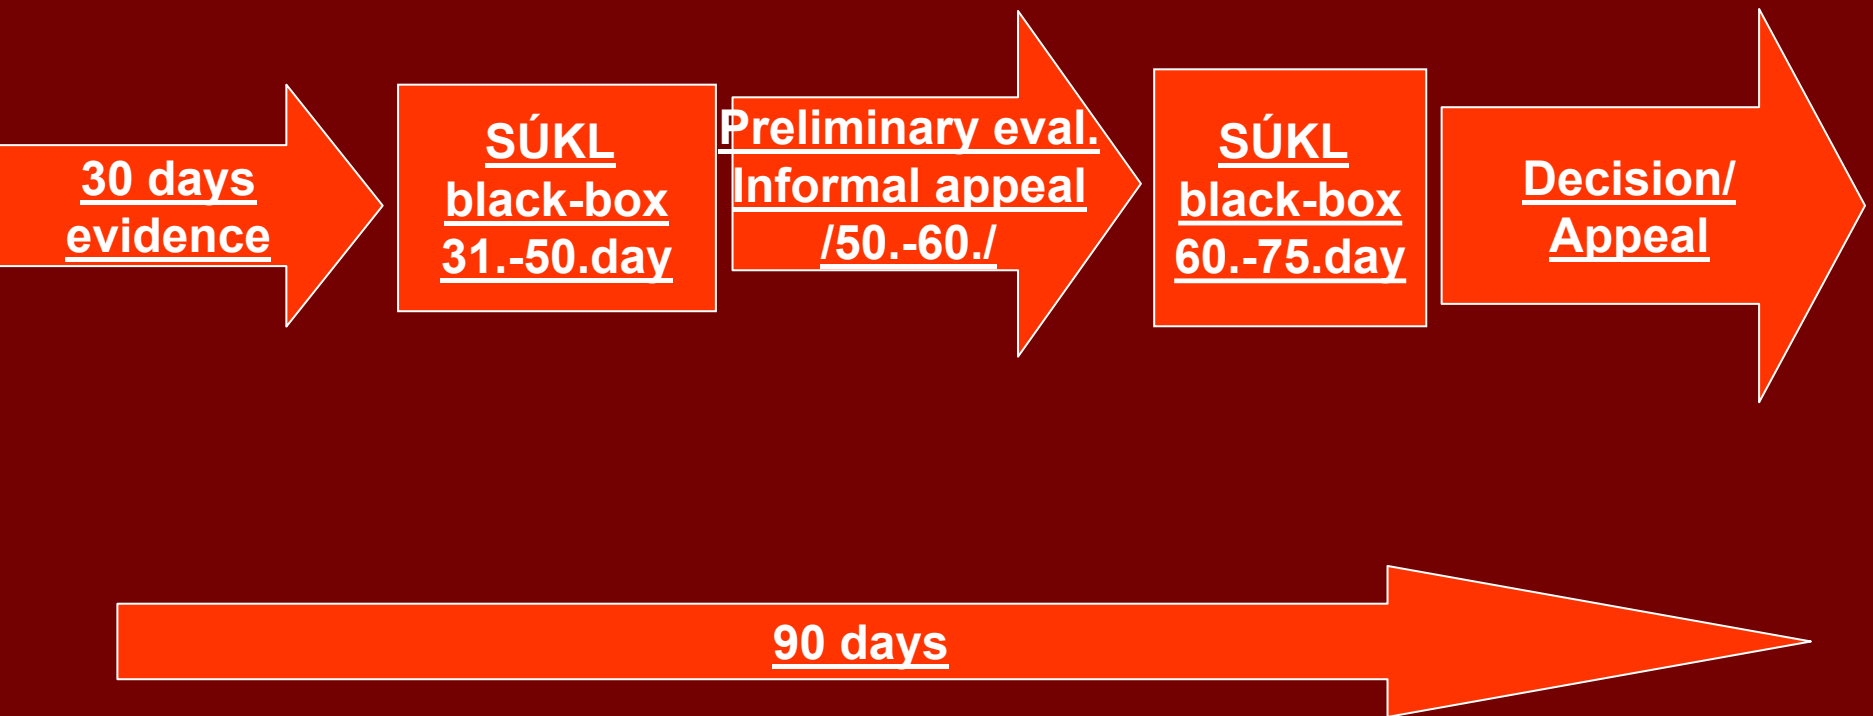 30 days
evidence
SÚKL
black-box
31.-50.day
Preliminary eval.
Informal appeal
/50.-60./
SÚKL
black-box
60.-75.day
Decision/
Appeal
90 days